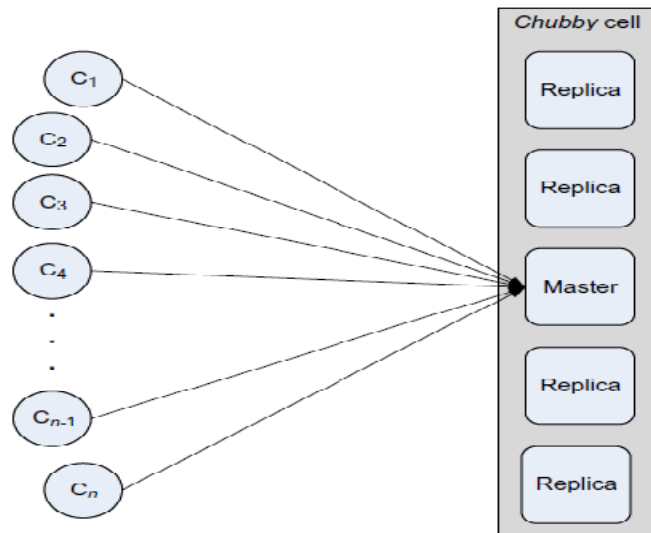 Chubby cell
C1
C2
C3
C4
.
.
.
Cn-1
Cn
Replica
Replica
Master
Replica
Replica